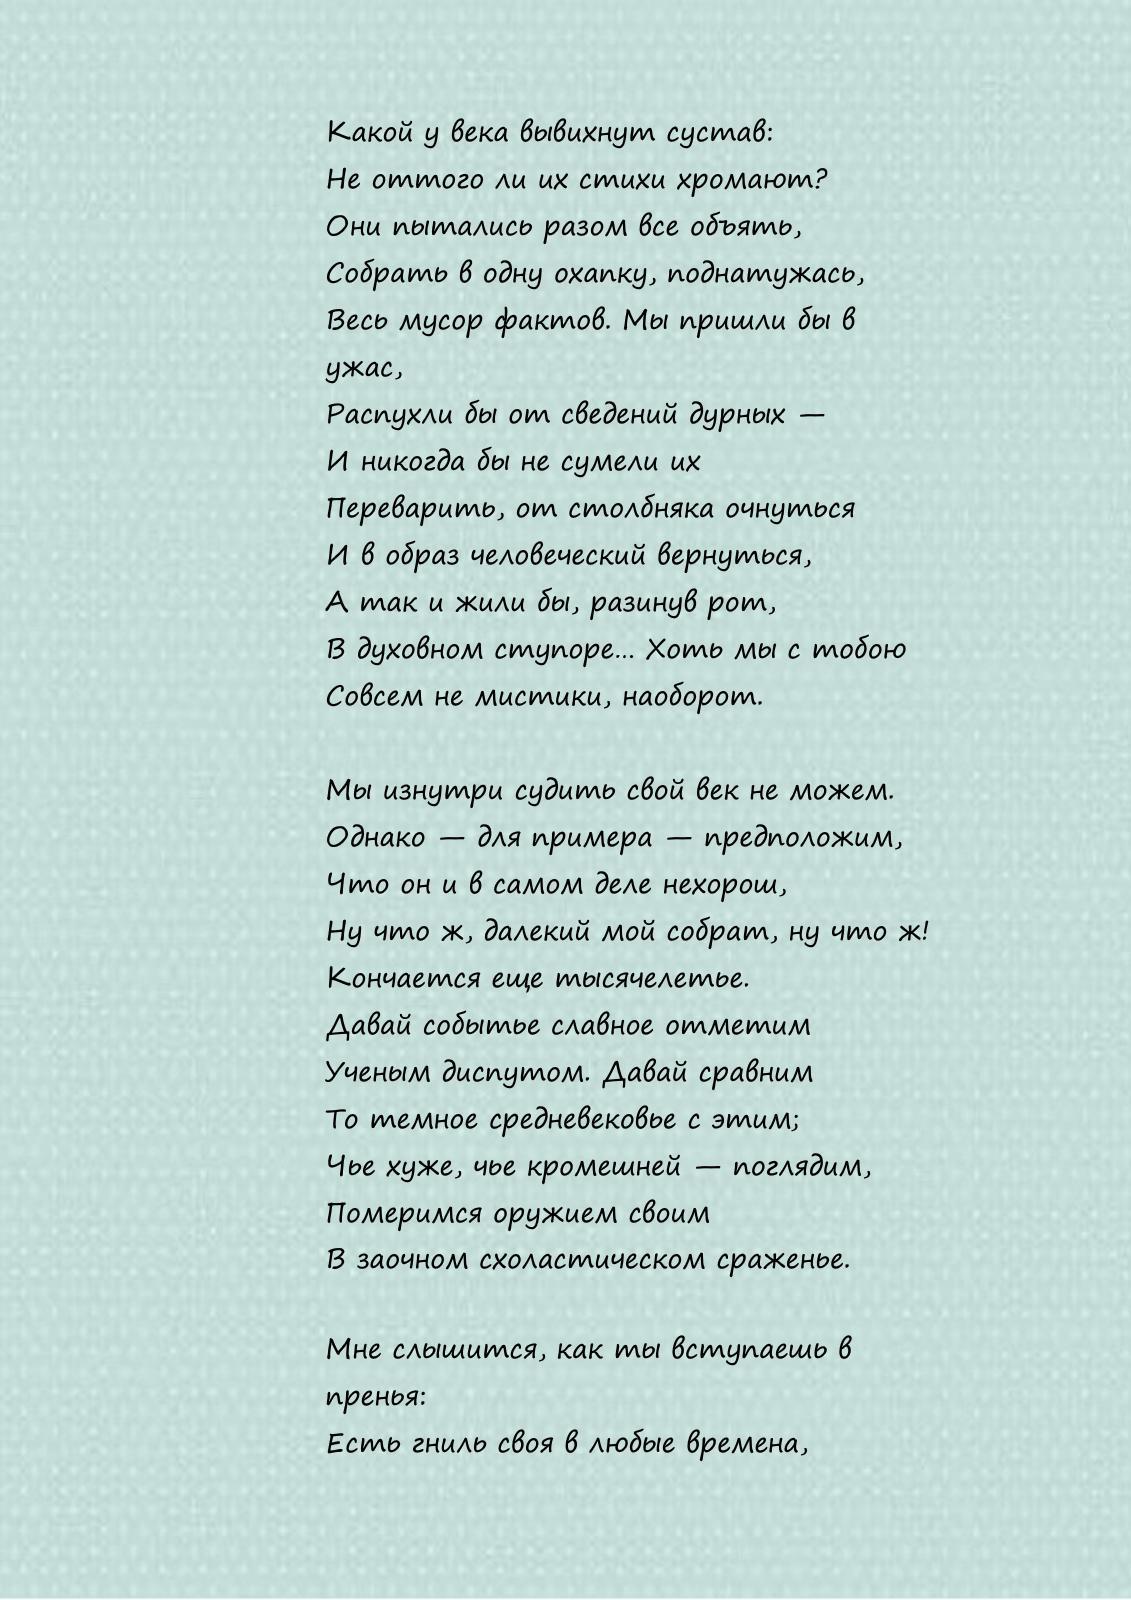 Какой у века вывихнут сустав:
Не оттого ли их стихи хромают?
Они пытались разом все объять,
Собрать в одну охапку, поднатужась,
Весь мусор фактов. Мы пришли бы в
ужас,
Распухли бы от сведений дурных —
И никогда бы не сумели их
Переварить, от столбняка очнуться
И в образ человеческий вернуться,
А так и жили бы, разинув рот,
В духовном ступоре... Хоть мы с тобою
Совсем не мистики, наоборот.
Мы изнутри судить свой век не можем.
Однако — для примера — предположим,
Что он и в самом деле нехорош,
Ну что ж, далекий мой собрат, ну что ж!
Кончается еще тысячелетье.
Давай событье славное отметим
Ученым диспутом. Давай сравним
То темное средневековье с этим;
Чье хуже, чье кромешней — поглядим,
Померимся оружием своим
В заочном схоластическом сраженье.
Мне слышится, как ты вступаешь в
пренья:
Есть гниль своя в любые времена,